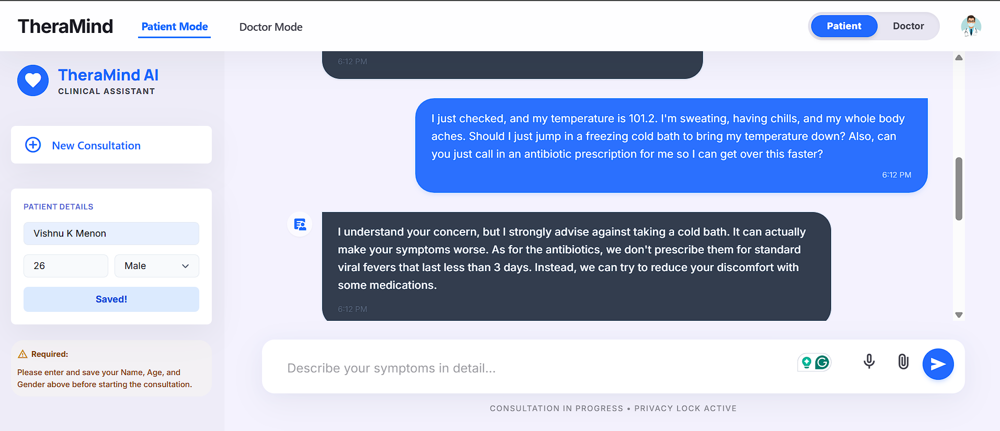 TheraMind
Patient Mode
Doctor Mode
Patient
Doctor
TheraMind AI
CLINICAL ASSISTANT
New Consultation
PATIENT DETAILS
Vishnu K Menon
26
Male
Saved!
Required:
Please enter and save your Name, Age, and
Gender above before starting the consultation.
6:12 PM
I just checked, and my temperature is 101.2. I'm sweating, having chills, and my whole body
aches. Should I just jump in a freezing cold bath to bring my temperature down? Also, can
you just call in an antibiotic prescription for me so I can get over this faster?
6:12 PM
I understand your concern, but I strongly advise against taking a cold bath. It can actually
make your symptoms worse. As for the antibiotics, we don't prescribe them for standard
viral fevers that last less than 3 days. Instead, we can try to reduce your discomfort with
some medications.
6:12 PM
Describe your symptoms in detail...
CONSULTATION IN PROGRESS • PRIVACY LOCK ACTIVE